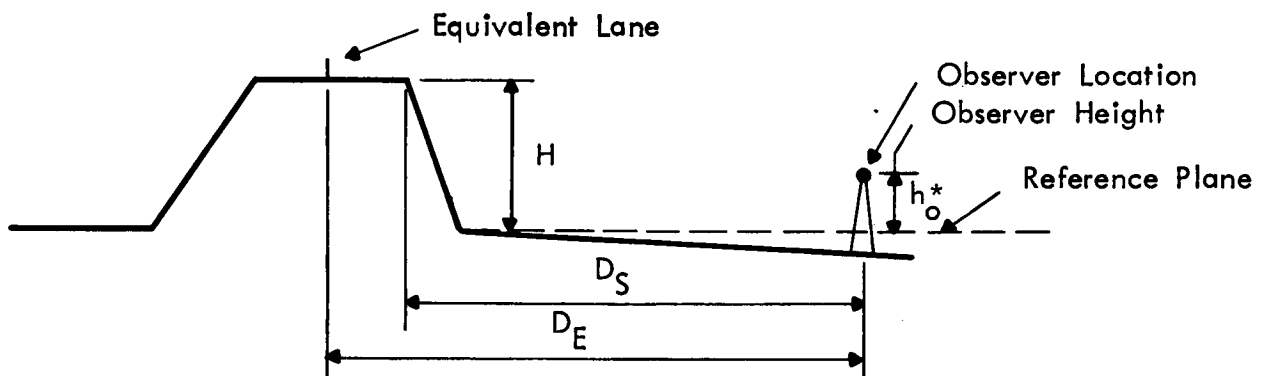 Equivalent Lane
Observer Location
Observer Height
H
h*o
Reference Plane
DS
DE